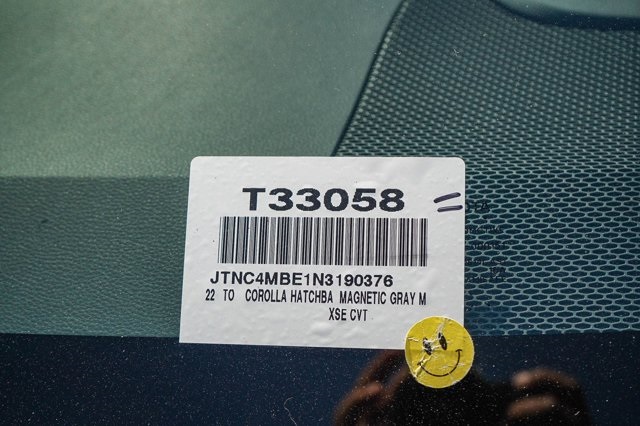 T33058
JTNC4MBE1N3190376
22 TO COROLLA HATCHBA MAGNETIC GRAY M
XSE CVT